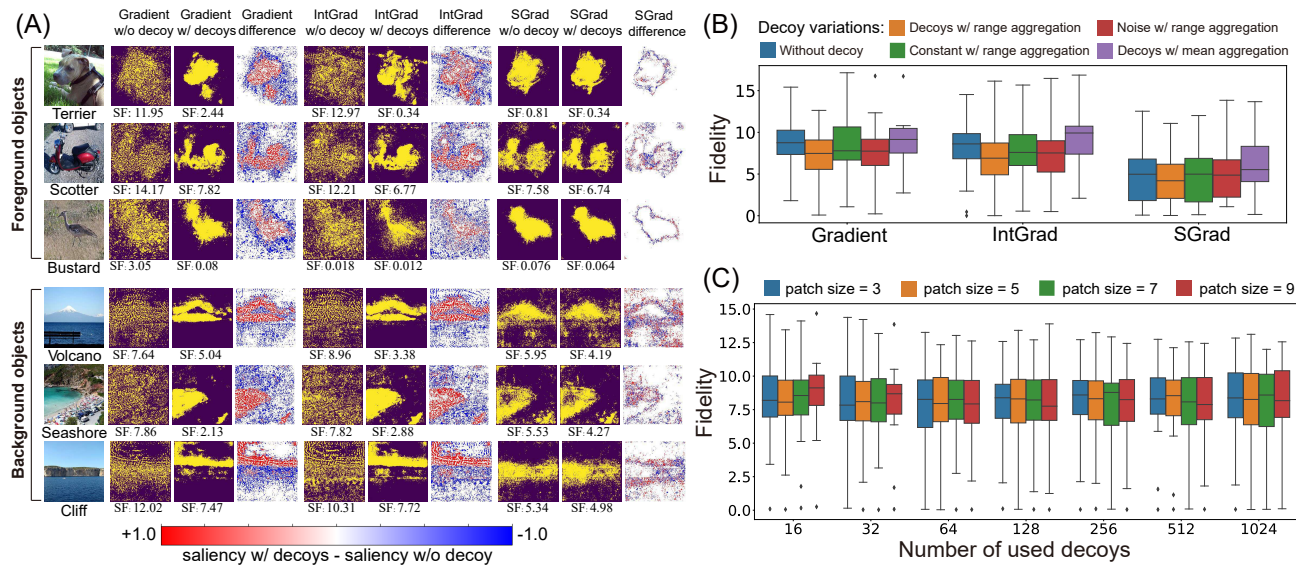 (A)
Gradient w/o decoy
Gradient w/ decoys
Gradient difference
IntGrad w/o decoy
IntGrad w/ decoys
IntGrad difference
SGrad w/o decoy
SGrad w/ decoys
SGrad difference
Foreground objects
SF: 11.95 SF: 2.44 SF: 12.97 SF: 0.34 SF: 0.81 SF: 0.34
Terrier
SF: 14.17 SF: 7.82 SF: 12.21 SF: 6.77 SF: 7.58 SF: 6.74
Scotter
SF: 3.05 SF: 0.08 SF: 0.018 SF: 0.012 SF: 0.076 SF: 0.064
Bustard
Background objects
SF: 7.64 SF: 5.04 SF: 8.96 SF: 3.38 SF: 5.95 SF: 4.19
Volcano
SF: 7.86 SF: 2.13 SF: 7.82 SF: 2.88 SF: 5.53 SF: 4.27
Seashore
SF: 12.02 SF: 7.47 SF: 10.31 SF: 7.72 SF: 5.34 SF: 4.98
Cliff
+1.0 -1.0
saliency w/ decoys - saliency w/o decoy
(B)
Decoy variations: Decoys w/ range aggregation Noise w/ range aggregation
Without decoy Constant w/ range aggregation Decoys w/ mean aggregation
Fidelity
15
10
5
0
Gradient IntGrad SGrad
(C)
patch size = 3 patch size = 5 patch size = 7 patch size = 9
Fidelity
15.0
12.5
10.0
7.5
5.0
2.5
0.0
16 32 64 128 256 512 1024
Number of used decoys